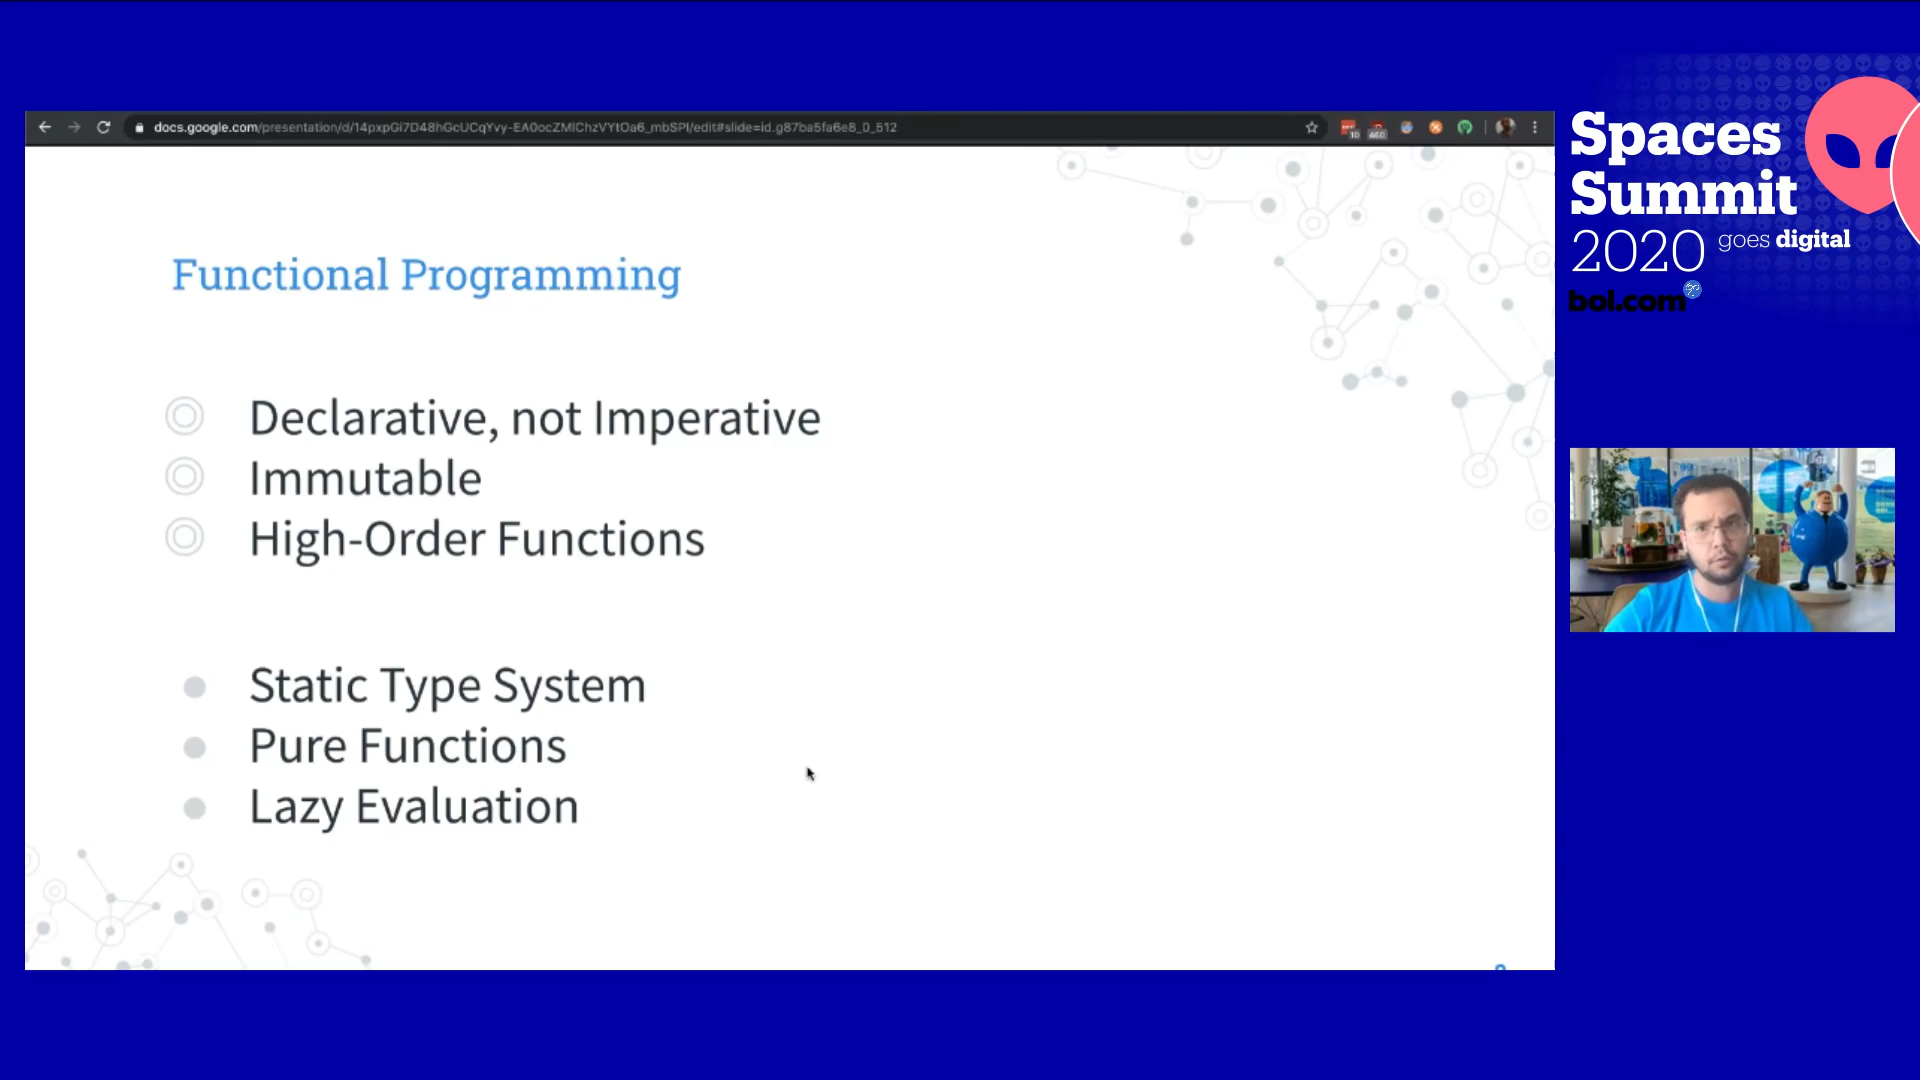 docs.google.com/presentation/d/14pxpGi7D48hGcUCqYvy-EA0ocZMlChzVYtOa6_mbSPI/edit#slide=id.g87ba5fa6e8_0_512
Functional Programming
Declarative, not Imperative
Immutable
High-Order Functions
Static Type System
Pure Functions
Lazy Evaluation
Spaces
Summit
2020 goes digital
bol.com